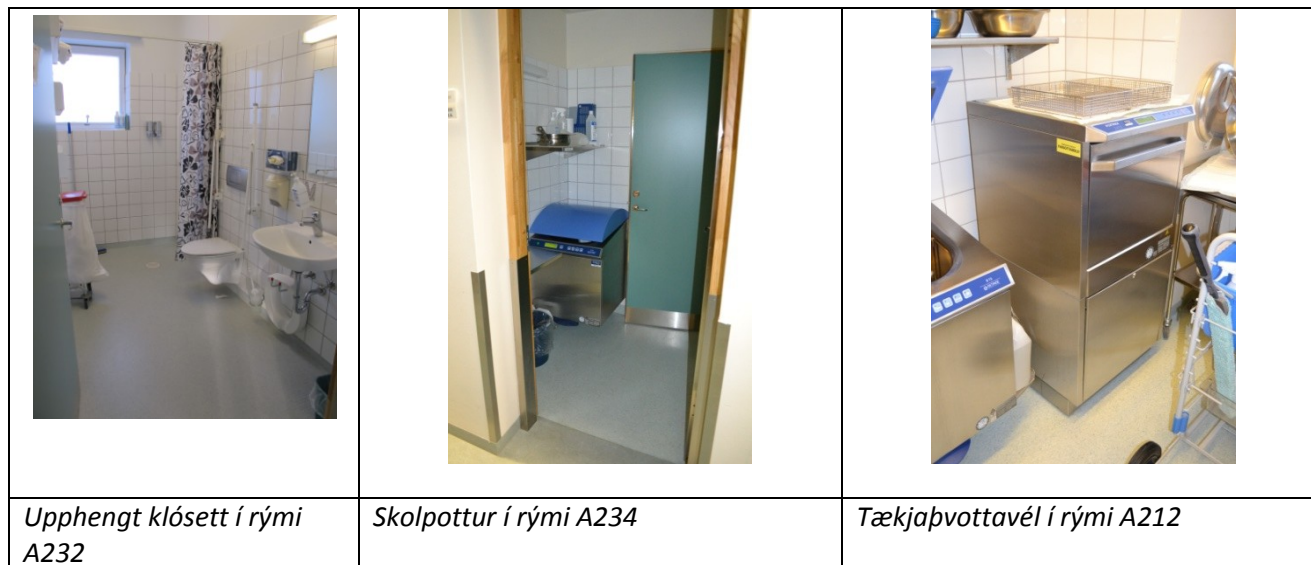 Upphengt klósett í rými
A232
Skolpottur í rými A234
Tækjaþvottavél í rými A212